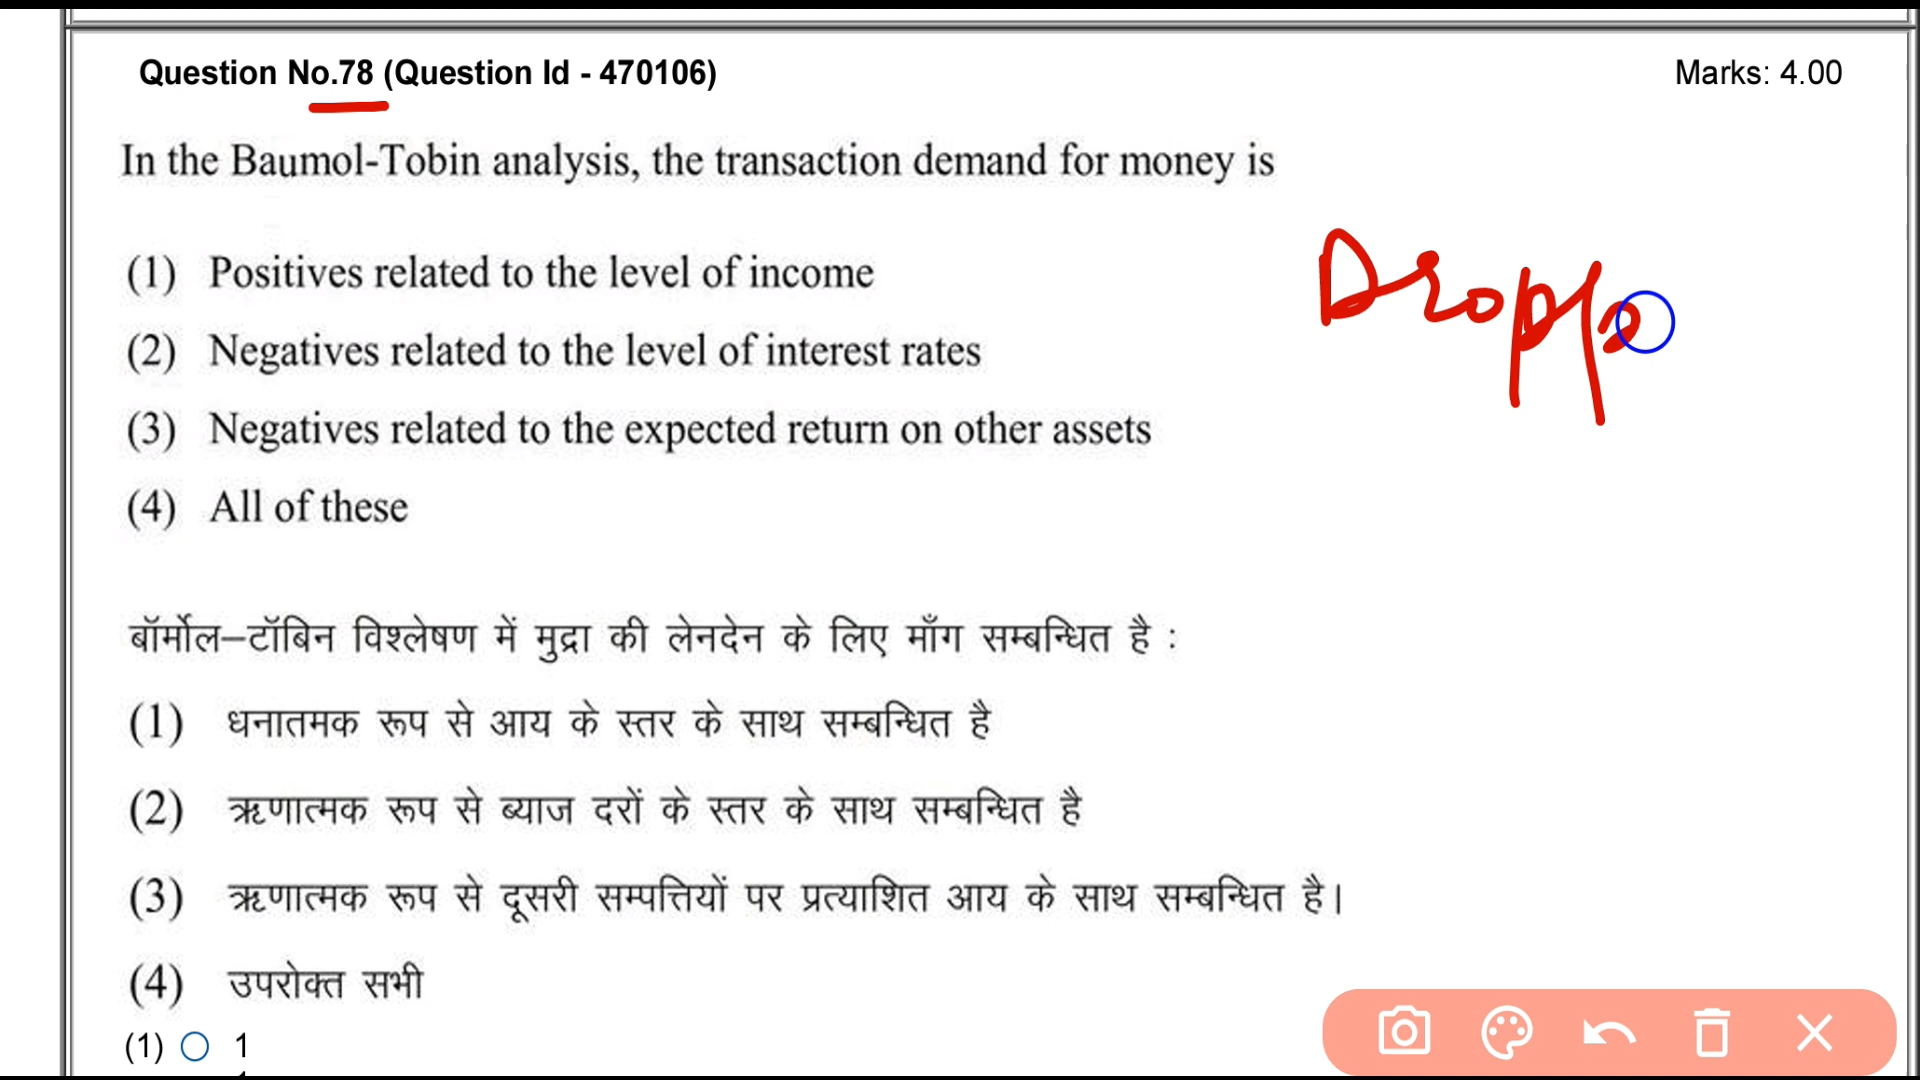 Question No.78 (Question Id - 470106)
Marks: 4.00
In the Baumol-Tobin analysis, the transaction demand for money is
(1) Positives related to the level of income
(2) Negatives related to the level of interest rates
(3) Negatives related to the expected return on other assets
(4) All of these
बॉर्मोल–टॉबिन विश्लेषण में मुद्रा की लेनदेन के लिए माँग सम्बन्धित है :
(1) धनातमक रूप से आय के स्तर के साथ सम्बन्धित है
(2) ऋणात्मक रूप से ब्याज दरों के स्तर के साथ सम्बन्धित है
(3) ऋणात्मक रूप से दूसरी सम्पत्तियों पर प्रत्याशित आय के साथ सम्बन्धित है।
(4) उपरोक्त सभी
(1) 1